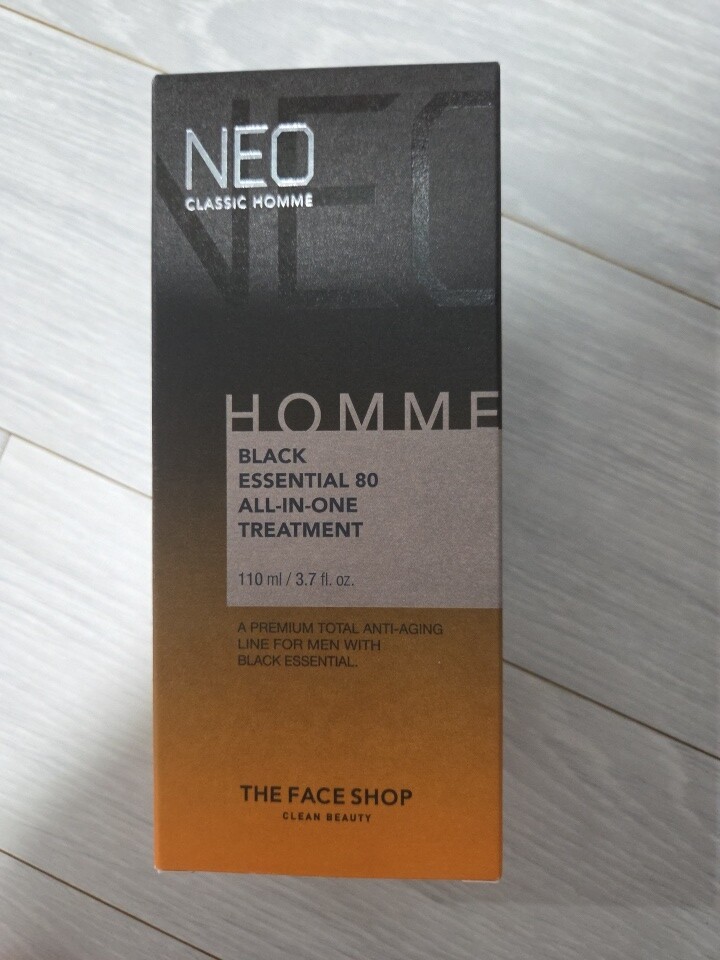 NEO
NEO
CLASSIC HOMME
HOMME
BLACK
ESSENTIAL 80
ALL-IN-ONE
TREATMENT
110 ml / 3.7 fl. oz.
A PREMIUM TOTAL ANTI-AGING
LINE FOR MEN WITH
BLACK ESSENTIAL.
THE FACE SHOP
CLEAN BEAUTY